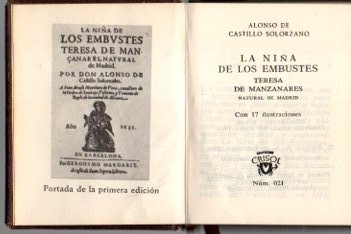 LA NIÑA DE
LOS EMBVSTES
TERESA DE MAN-
ÇANARES, NATVRAL
de Madrid.
POR DON ALONSO DE
Castillo Solorzano.
Año
EN BARCELONA.
Por GERONYMO MARGARIT.
Portada de la primera edición
ALONSO DE
CASTILLO SOLORZANO
LA NIÑA
DE LOS EMBUSTES
TERESA
DE MANZANARES
NATURAL DE MADRID
Con 17 ilustraciones
CRISOL
Núm. 021